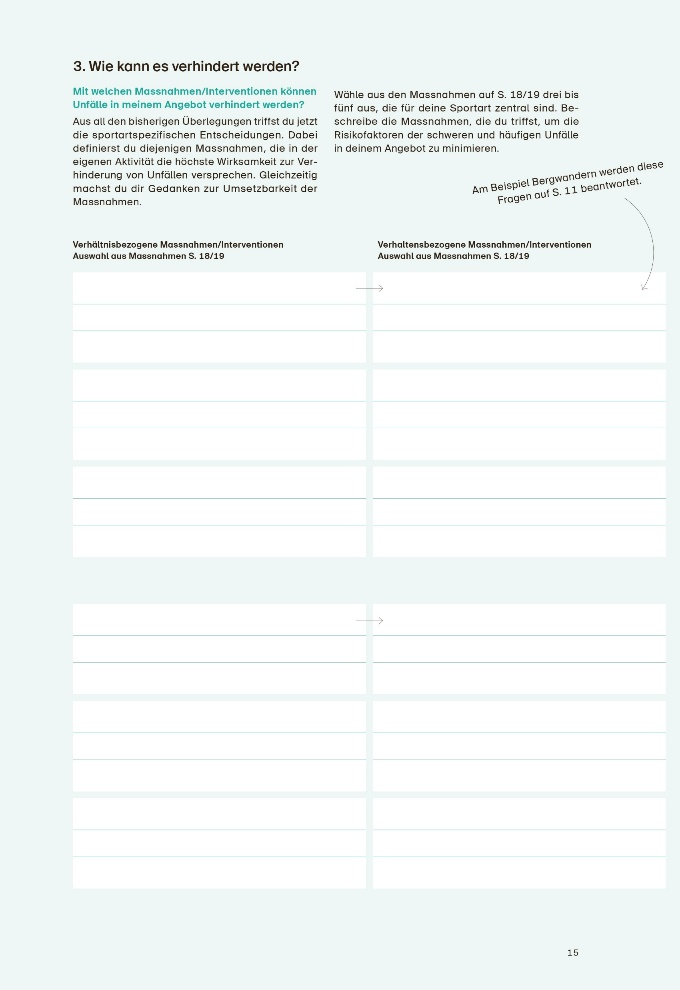 3. Wie kann es verhindert werden?
Mit welchen Massnahmen/Interventionen können
Unfälle in meinem Angebot verhindert werden?
Aus all den bisherigen Überlegungen triffst du jetzt
die sportartspezifischen Entscheidungen. Dabei
definierst du diejenigen Massnahmen, die in der
eigenen Aktivität die höchste Wirksamkeit zur Ver-
hinderung von Unfällen versprechen. Gleichzeitig
machst du dir Gedanken zur Umsetzbarkeit der
Massnahmen.
Wähle aus den Massnahmen auf S. 18/19 drei bis
fünf aus, die für deine Sportart zentral sind. Be-
schreibe die Massnahmen, die du triffst, um die
Risikofaktoren der schweren und häufigen Unfälle
in deinem Angebot zu minimieren.
Am Beispiel Bergwandern werden diese
Fragen auf S. 11 beantwortet.
Verhältnisbezogene Massnahmen/Interventionen
Auswahl aus Massnahmen S. 18/19
Verhaltensbezogene Massnahmen/Interventionen
Auswahl aus Massnahmen S. 18/19
15